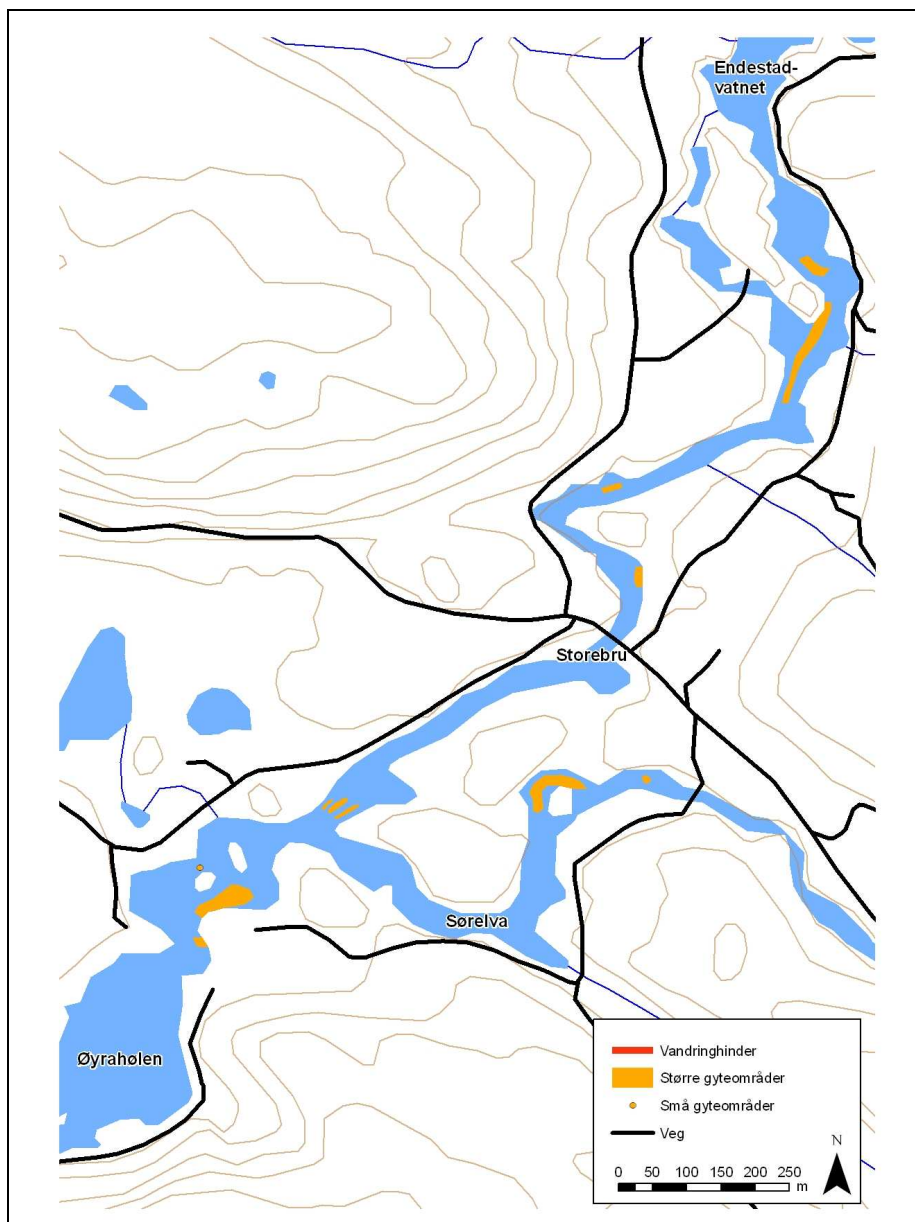 Endestad-
vatnet
Storebru
Sørelva
Øyrahølen
Vandringhinder
Større gyteområder
Små gyteområder
Veg
N
0 50 100 150 200 250
m